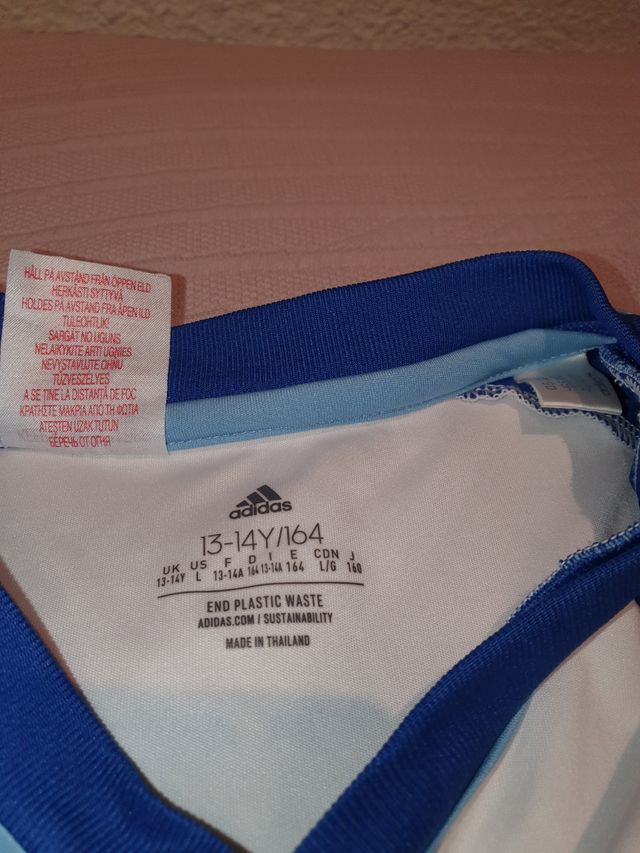 HÅLL PÅ AVSTÅND FRÅN ÖPPEN ELD
HERKÄSTI SYTTYVÄ
HOLDES PÅ AVSTAND FRA ÅPEN ILD
TULEOHTLIK!
SARGĀT NO UGUNS
NELAIKYKITE ARTI UGNIES
NEVYSTAVUJTE OHNU
TŰZVESZÉLYES
A SE ŢINE LA DISTANŢĂ DE FOC
ΚΡΑΤΗΣΤΕ ΜΑΚΡΙΑ ΑΠΟ ΤΗ ΦΩΤΙΑ
ATEŞTEN UZAK TUTUN
БЕРЕЧЬ ОТ ОГНЯ
adidas
13-14Y/164
UK US F D I E CDN J
13-14Y L 13-14A 164 13-14A 164 L/G 160
END PLASTIC WASTE
ADIDAS.COM / SUSTAINABILITY
MADE IN THAILAND